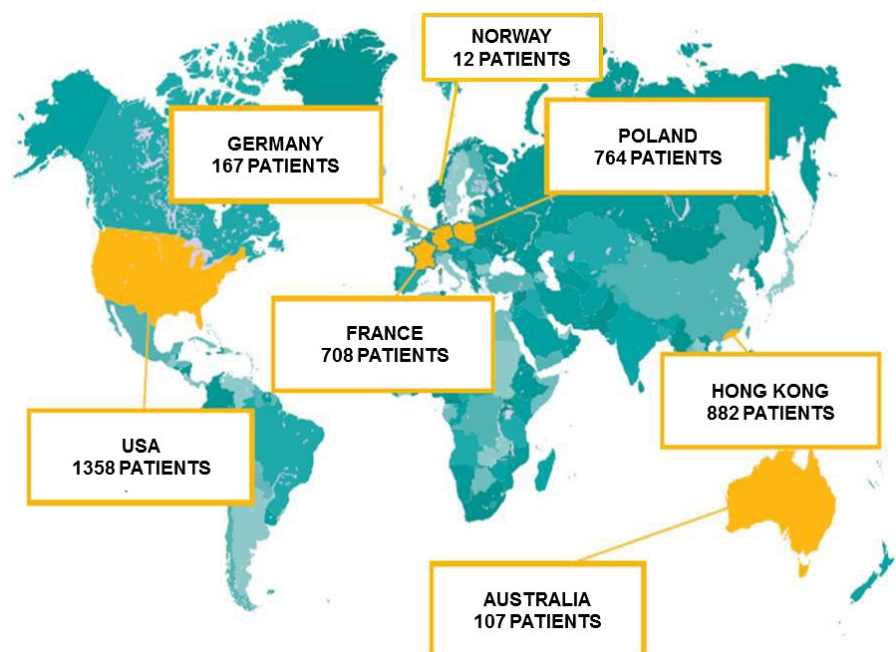 NORWAY
12 PATIENTS
GERMANY
167 PATIENTS
POLAND
764 PATIENTS
FRANCE
708 PATIENTS
HONG KONG
882 PATIENTS
USA
1358 PATIENTS
AUSTRALIA
107 PATIENTS